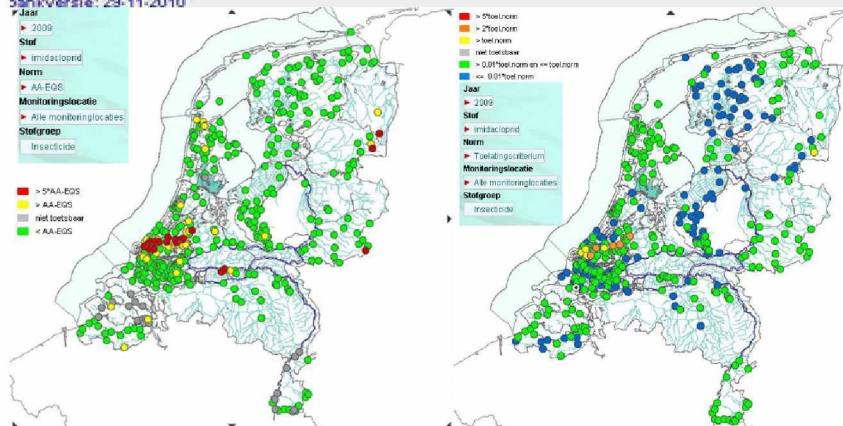 bankversie: 29-11-2010
Jaar
► 2009
Stof
► imidacloprid
Norm
► AA-EQS
Monitoringslocatie
► Alle monitoringlocaties
Stofgroep
Insecticide
> 5*AA-EQS
> AA-EQS
niet toetsbaar
< AA-EQS
> 5*toel.norm
> 2*toel.norm
> toel.norm
niet toetsbaar
> 0.01*toel.norm en <= toel.norm
<= 0.01*toel.norm
Jaar
► 2009
Stof
► imidacloprid
Norm
► Toelatingscriterium
Monitoringslocatie
► Alle monitoringlocaties
Stofgroep
Insecticide